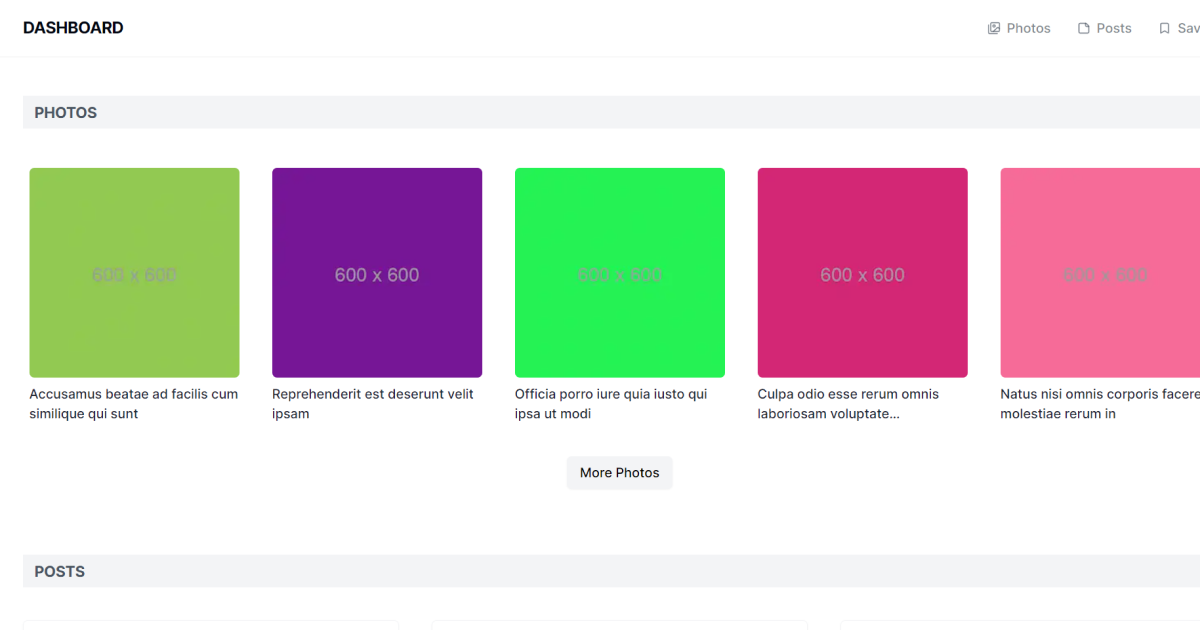 DASHBOARD
Photos
Posts
Sav
PHOTOS
600 x 600
600 x 600
600 x 600
600 x 600
600 x 600
Accusamus beatae ad facilis cum
similique qui sunt
Reprehenderit est deserunt velit
ipsam
Officia porro iure quia iusto qui
ipsa ut modi
Culpa odio esse rerum omnis
laboriosam voluptate...
Natus nisi omnis corporis facere
molestiae rerum in
More Photos
POSTS